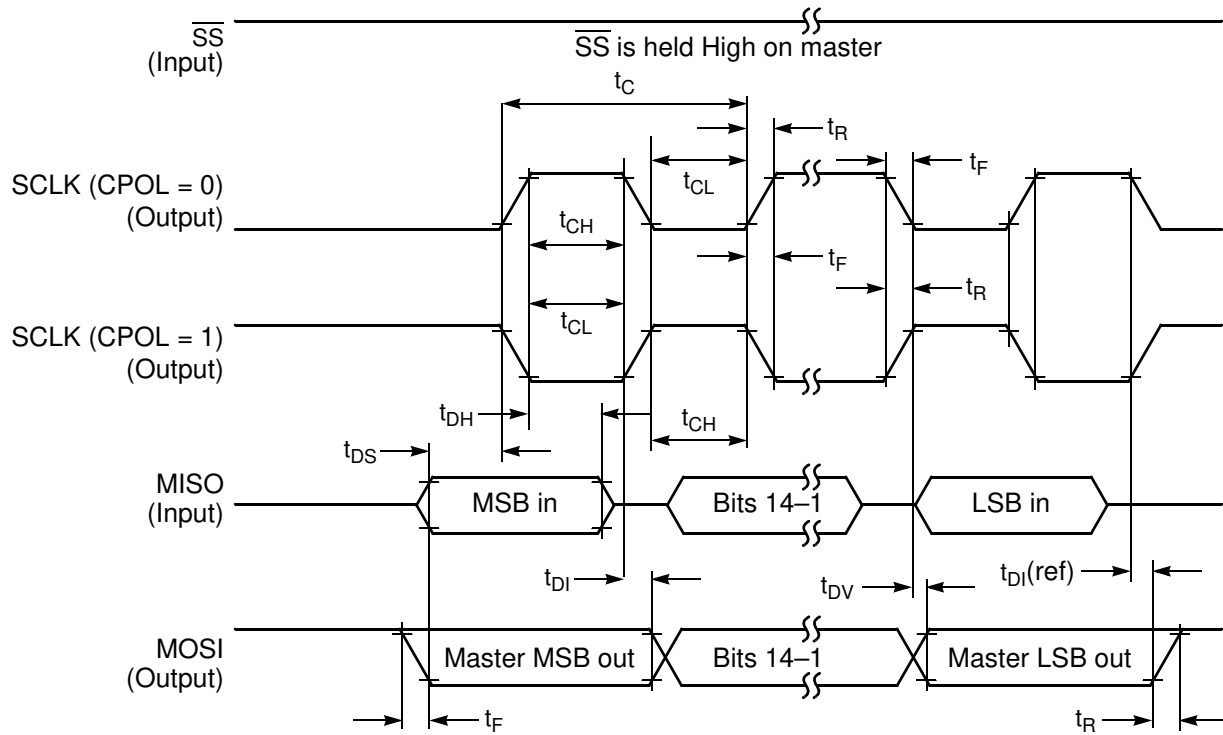 SS
(Input)
SS is held High on master
tC
tR
tF
tCL
SCLK (CPOL = 0)
(Output)
tCH
tF
tR
tCL
SCLK (CPOL = 1)
(Output)
tDH
tCH
tDS
MISO
(Input)
MSB in
Bits 14–1
LSB in
tDI
tDV
tDI(ref)
MOSI
(Output)
Master MSB out
Bits 14–1
Master LSB out
tF
tR